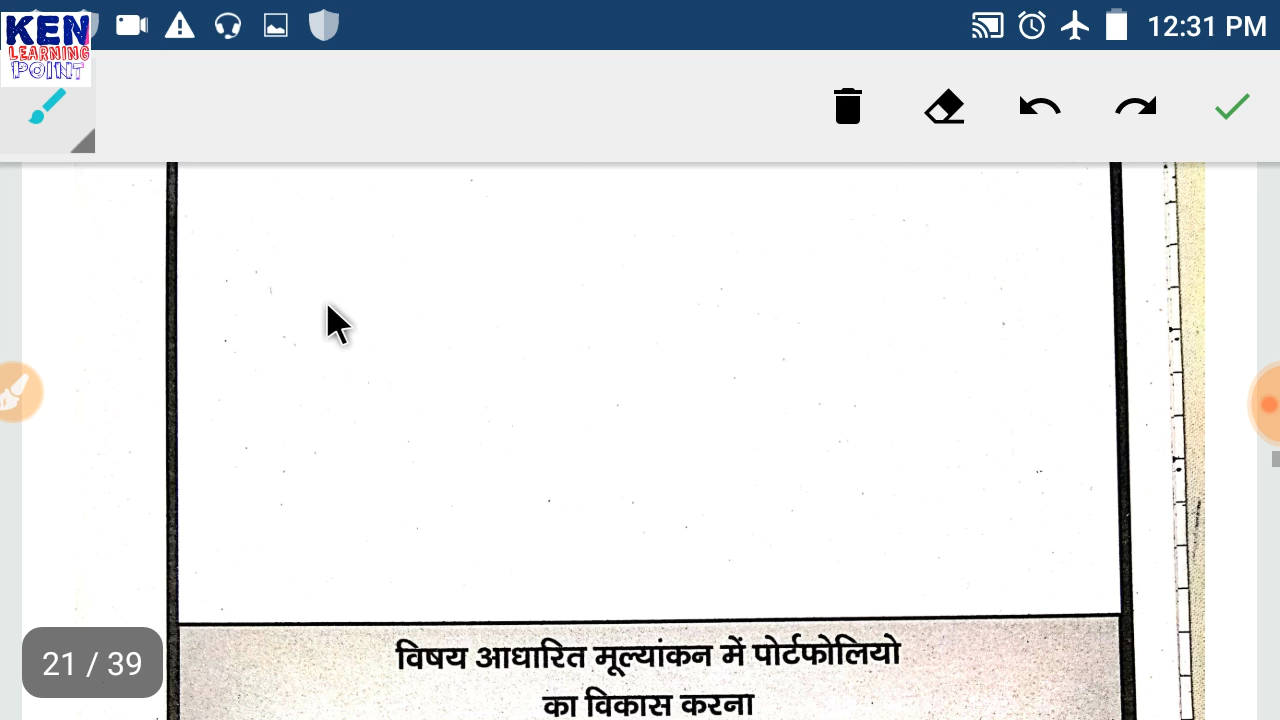 12:31 PM
KEN
LEARNING
POINT
विषय आधारित मूल्यांकन में पोर्टफोलियो
का विकास करना
21 / 39